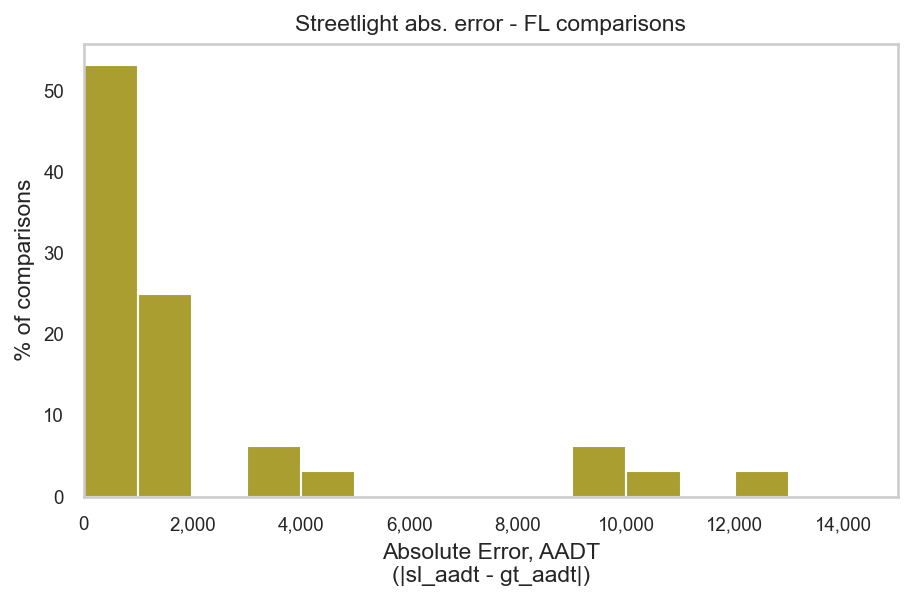 Streetlight abs. error - FL comparisons
% of comparisons
50
40
30
20
10
0
0 2,000 4,000 6,000 8,000 10,000 12,000 14,000
Absolute Error, AADT
(|sl_aadt - gt_aadt|)